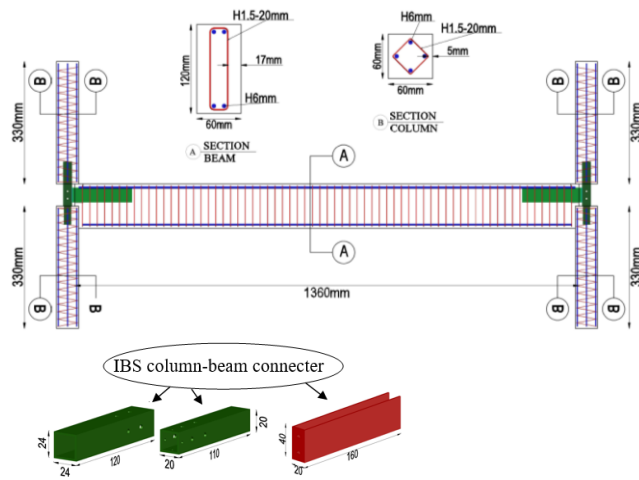 H1.5-20mm
H6mm
H1.5-20mm
120mm
17mm
60mm
5mm
H6mm
60mm
60mm
A SECTION
BEAM
B SECTION
COLUMN
B
B
B
B
330mm
330mm
A
330mm
330mm
A
B
B
B
B
1360mm
IBS column-beam connecter
24
24
120
20
20
110
40
20
160